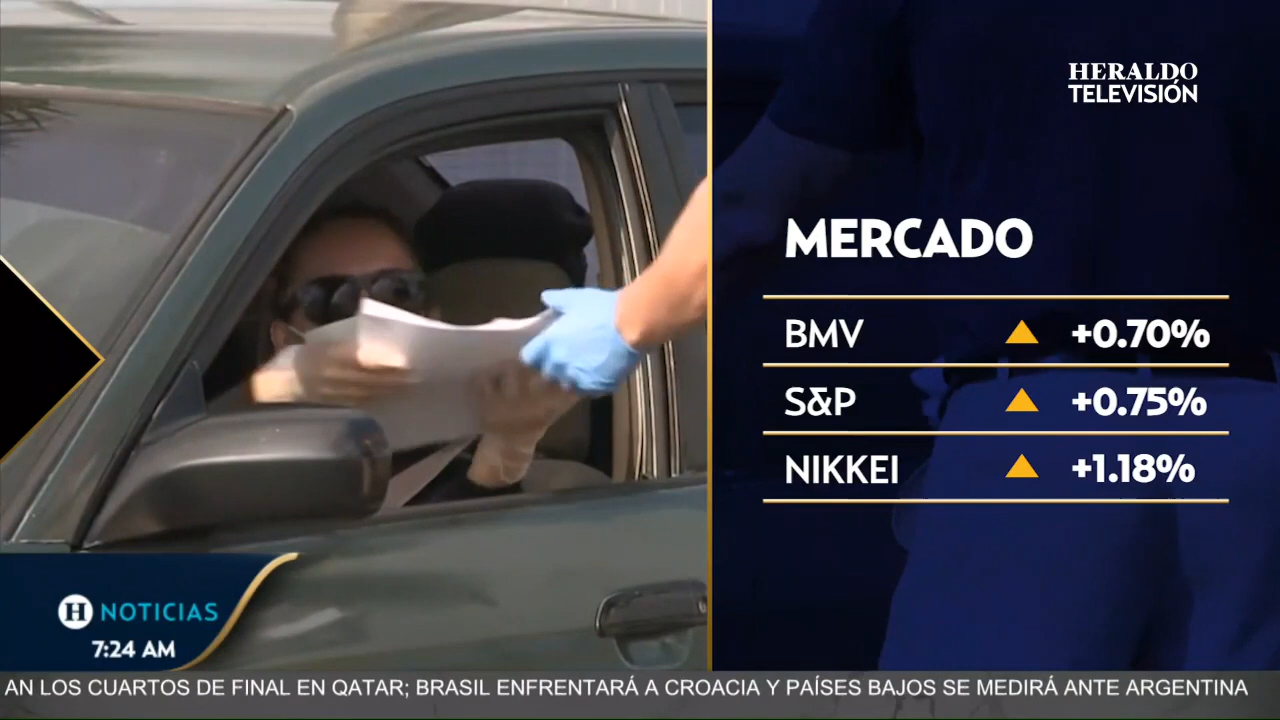 HERALDO
TELEVISIÓN
MERCADO
BMV +0.70%
S&P +0.75%
NIKKEI +1.18%
H NOTICIAS
7:24 AM
AN LOS CUARTOS DE FINAL EN QATAR; BRASIL ENFRENTARÁ A CROACIA Y PAÍSES BAJOS SE MEDIRÁ ANTE ARGENTINA